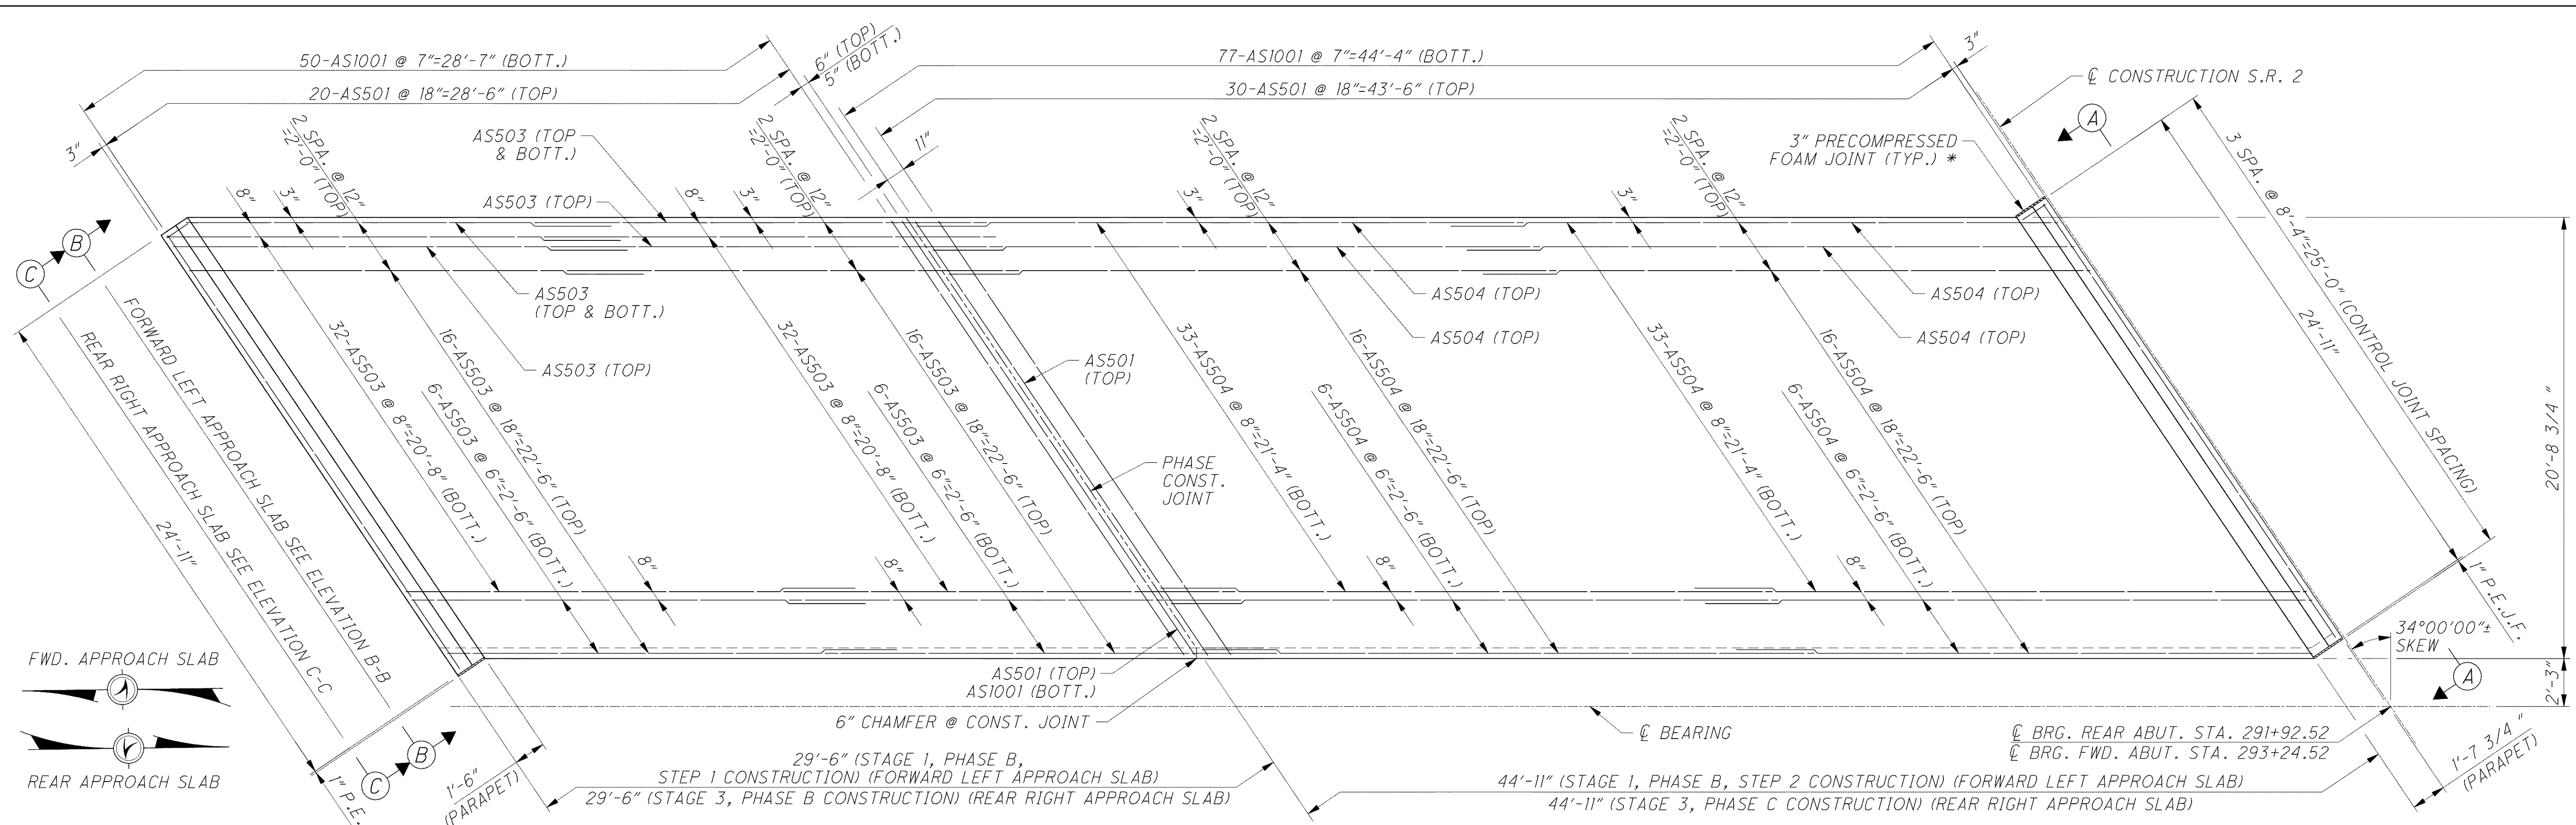 50-AS1001 @ 7"=28'-7" (BOTT.)
20-AS501 @ 18"=28'-6" (TOP)
6" (TOP)
5" (BOTT.)
77-AS1001 @ 7"=44'-4" (BOTT.)
30-AS501 @ 18"=43'-6" (TOP)
3"
℄ CONSTRUCTION S.R. 2
A
3"
2 SPA. @ 12"
=2'-0" (TOP)
AS503 (TOP
& BOTT.)
2 SPA. @ 12"
=2'-0" (TOP)
11"
2 SPA. @ 12"
=2'-0" (TOP)
2 SPA. @ 12"
=2'-0" (TOP)
3" PRECOMPRESSED
FOAM JOINT (TYP.) *
3 SPA. @ 8'-4"=25'-0" (CONTROL JOINT SPACING)
24'-11"
8"
3"
AS503 (TOP)
8"
3"
3"
3"
B
C
AS503
(TOP & BOTT.)
AS503 (TOP)
AS504 (TOP)
AS504 (TOP)
AS504 (TOP)
AS504 (TOP)
FORWARD LEFT APPROACH SLAB SEE ELEVATION B-B
REAR RIGHT APPROACH SLAB SEE ELEVATION C-C
24'-11"
32-AS503 @ 8"=20'-8" (BOTT.)
16-AS503 @ 18"=22'-6" (TOP)
6-AS503 @ 6"=2'-6" (BOTT.)
32-AS503 @ 8"=20'-8" (BOTT.)
16-AS503 @ 18"=22'-6" (TOP)
6-AS503 @ 6"=2'-6" (BOTT.)
AS501
(TOP)
33-AS504 @ 8"=21'-4" (BOTT.)
16-AS504 @ 18"=22'-6" (TOP)
6-AS504 @ 6"=2'-6" (BOTT.)
33-AS504 @ 8"=21'-4" (BOTT.)
16-AS504 @ 18"=22'-6" (TOP)
6-AS504 @ 6"=2'-6" (BOTT.)
20'-8 3/4"
PHASE
CONST.
JOINT
8"
8"
8"
8"
1" P.E.J.F.
34°00'00"±
SKEW
2'-3"
A
FWD. APPROACH SLAB
REAR APPROACH SLAB
AS501 (TOP)
AS1001 (BOTT.)
6" CHAMFER @ CONST. JOINT
℄ BEARING
℄ BRG. REAR ABUT. STA. 291+92.52
℄ BRG. FWD. ABUT. STA. 293+24.52
B
C
1" P.E.
1'-6"
(PARAPET)
29'-6" (STAGE 1, PHASE B,
STEP 1 CONSTRUCTION) (FORWARD LEFT APPROACH SLAB)
29'-6" (STAGE 3, PHASE B CONSTRUCTION) (REAR RIGHT APPROACH SLAB)
44'-11" (STAGE 1, PHASE B, STEP 2 CONSTRUCTION) (FORWARD LEFT APPROACH SLAB)
44'-11" (STAGE 3, PHASE C CONSTRUCTION) (REAR RIGHT APPROACH SLAB)
1'-7 3/4"
(PARAPET)